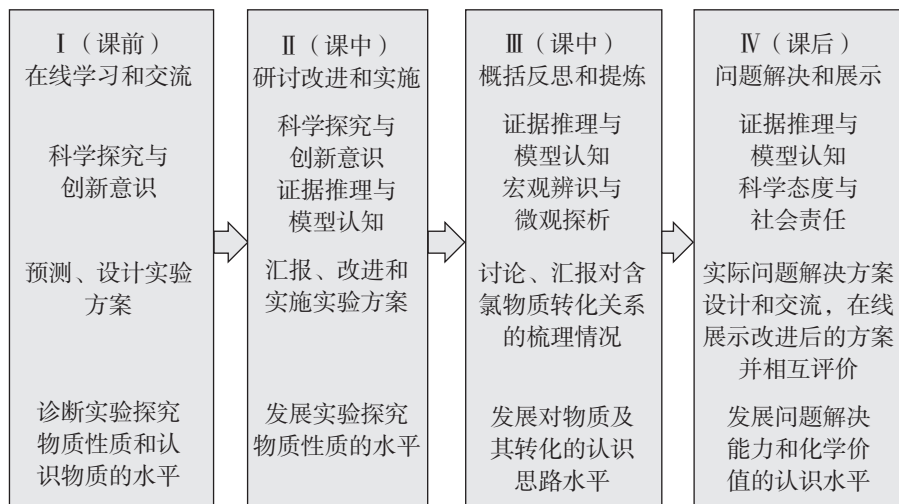 Ⅰ（课前）
在线学习和交流
科学探究与
创新意识
预测、设计实验
方案
诊断实验探究
物质性质和认
识物质的水平
Ⅱ（课中）
研讨改进和实施
科学探究与
创新意识
证据推理与
模型认知
汇报、改进和
实施实验方案
发展实验探究
物质性质的水平
Ⅲ（课中）
概括反思和提炼
证据推理与
模型认知
宏观辨识与
微观探析
讨论、汇报对含
氯物质转化关系
的梳理情况
发展对物质及
其转化的认识
思路水平
Ⅳ（课后）
问题解决和展示
证据推理与
模型认知
科学态度与
社会责任
实际问题解决方案
设计和交流，在线
展示改进后的方案
并相互评价
发展问题解决
能力和化学价
值的认识水平